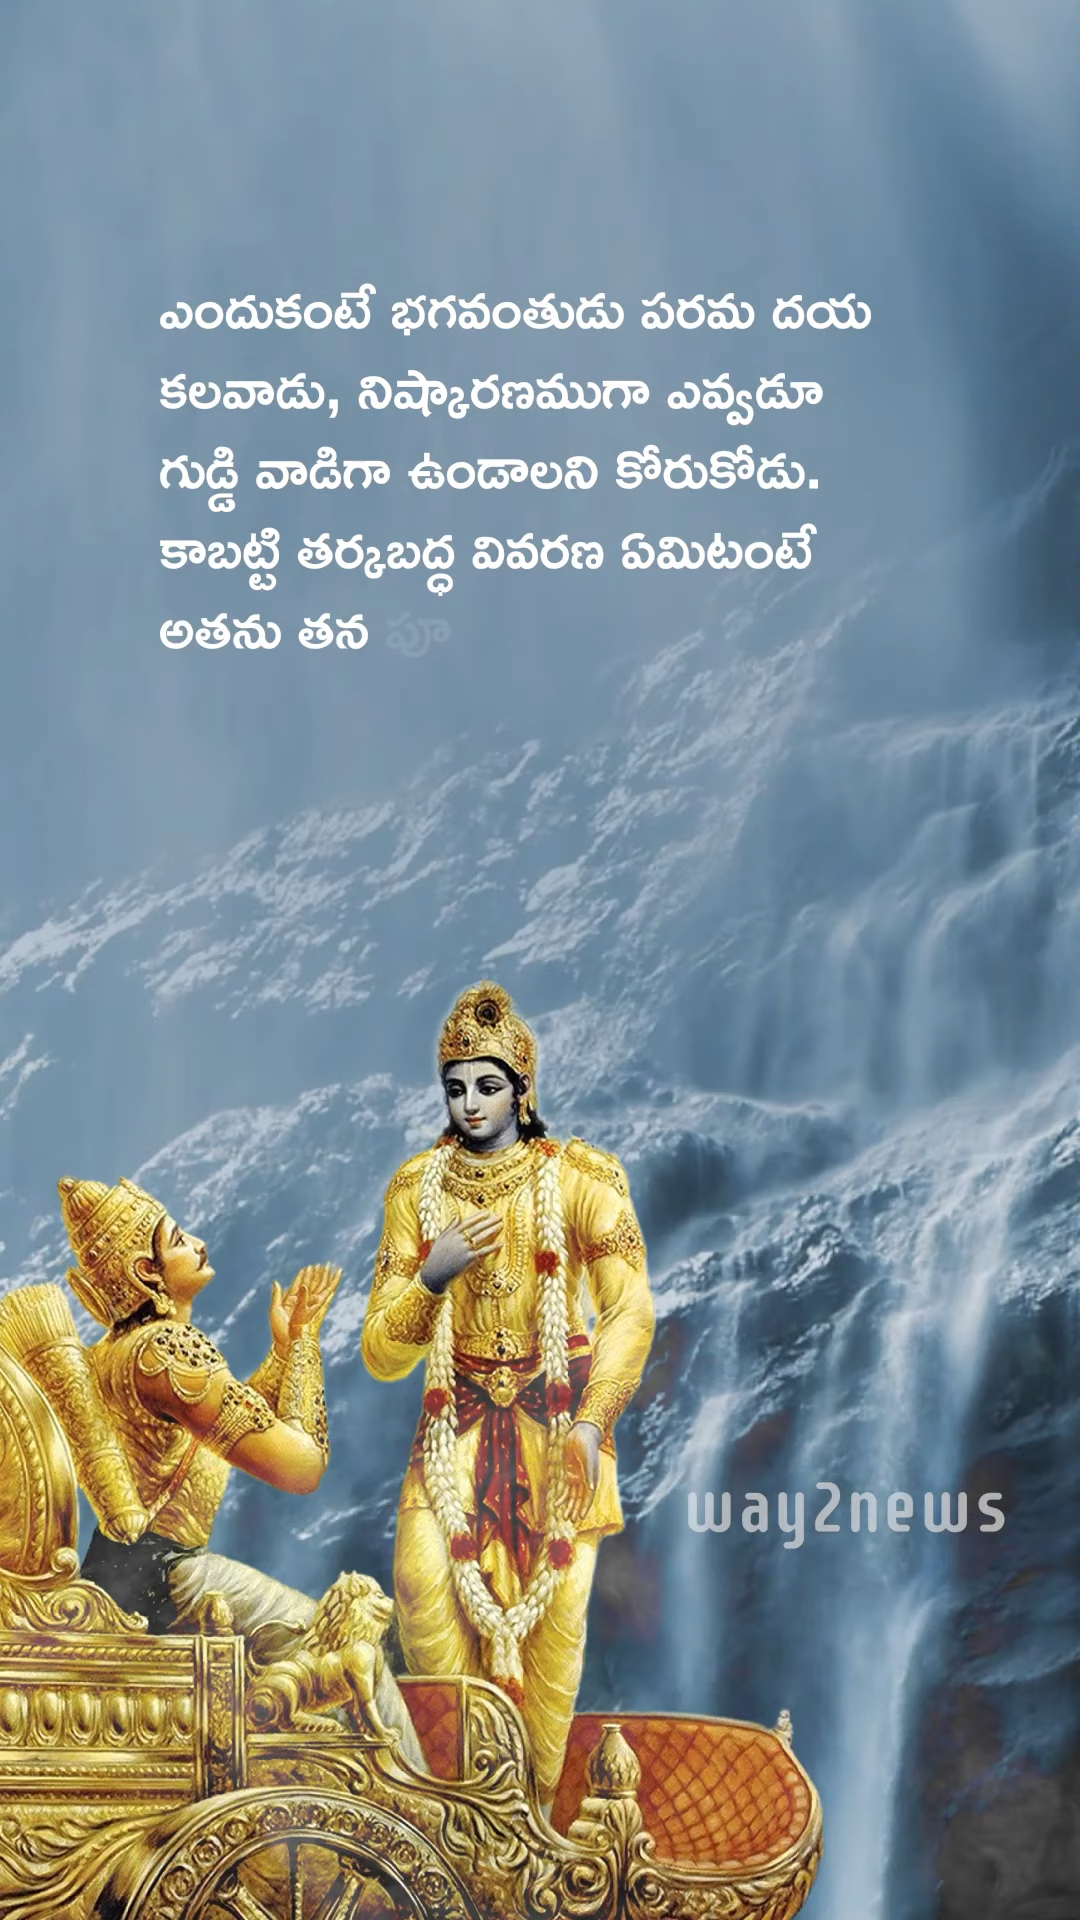 ఎందుకంటే భగవంతుడు పరమ దయ
కలవాడు, నిష్కారణముగా ఎవ్వడూ
గుడ్డి వాడిగా ఉండాలని కోరుకోడు.
కాబట్టి తర్కబద్ధ వివరణ ఏమిటంటే
అతను తన పూ
way2news